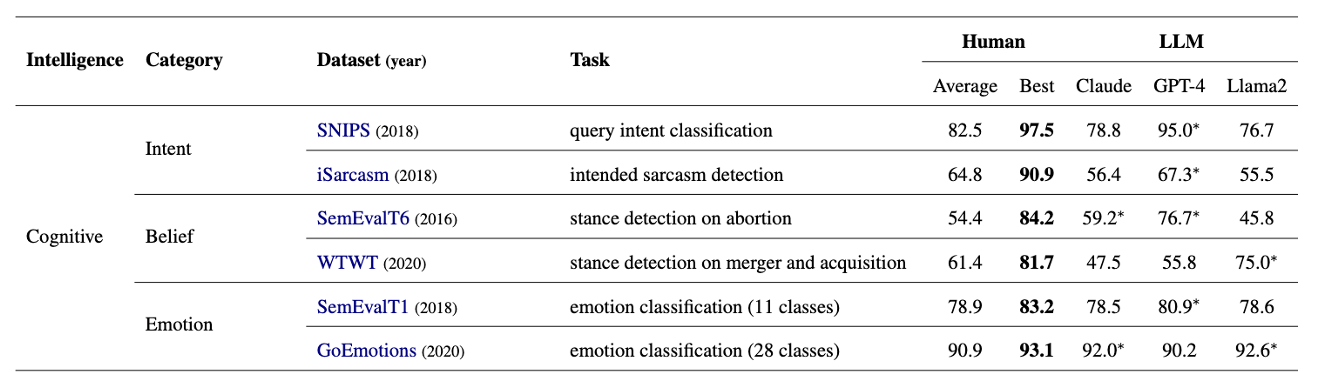 Human LLM
Intelligence Category Dataset (year) Task
Average Best Claude GPT-4 Llama2
SNIPS (2018) query intent classification 82.5 97.5 78.8 95.0* 76.7
Intent
iSarcasm (2018) intended sarcasm detection 64.8 90.9 56.4 67.3* 55.5
SemEvalT6 (2016) stance detection on abortion 54.4 84.2 59.2* 76.7* 45.8
Cognitive Belief
WTWT (2020) stance detection on merger and acquisition 61.4 81.7 47.5 55.8 75.0*
SemEvalT1 (2018) emotion classification (11 classes) 78.9 83.2 78.5 80.9* 78.6
Emotion
GoEmotions (2020) emotion classification (28 classes) 90.9 93.1 92.0* 90.2 92.6*